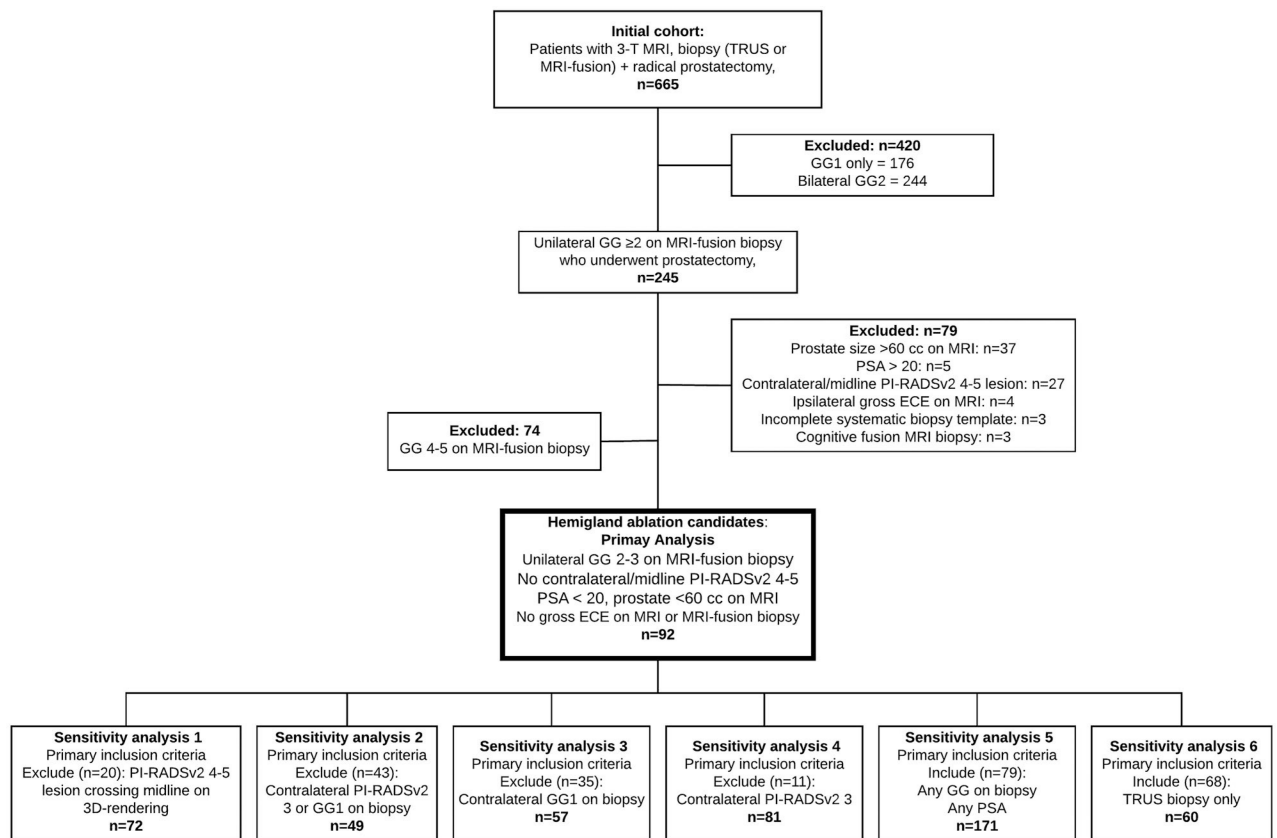 Initial cohort:
Patients with 3-T MRI, biopsy (TRUS or
MRI-fusion) + radical prostatectomy,
n=665
Excluded: n=420
GG1 only = 176
Bilateral GG2 = 244
Unilateral GG ≥2 on MRI-fusion biopsy
who underwent prostatectomy,
n=245
Excluded: n=79
Prostate size >60 cc on MRI: n=37
PSA > 20: n=5
Contralateral/midline PI-RADSv2 4-5 lesion: n=27
Ipsilateral gross ECE on MRI: n=4
Incomplete systematic biopsy template: n=3
Cognitive fusion MRI biopsy: n=3
Excluded: 74
GG 4-5 on MRI-fusion biopsy
Hemigland ablation candidates:
Primay Analysis
Unilateral GG 2-3 on MRI-fusion biopsy
No contralateral/midline PI-RADSv2 4-5
PSA < 20, prostate <60 cc on MRI
No gross ECE on MRI or MRI-fusion biopsy
n=92
Sensitivity analysis 1
Primary inclusion criteria
Exclude (n=20): PI-RADSv2 4-5
lesion crossing midline on
3D-rendering
n=72
Sensitivity analysis 2
Primary inclusion criteria
Exclude (n=43):
Contralateral PI-RADSv2
3 or GG1 on biopsy
n=49
Sensitivity analysis 3
Primary inclusion criteria
Exclude (n=35):
Contralateral GG1 on biopsy
n=57
Sensitivity analysis 4
Primary inclusion criteria
Exclude (n=11):
Contralateral PI-RADSv2 3
n=81
Sensitivity analysis 5
Primary inclusion criteria
Include (n=79):
Any GG on biopsy
Any PSA
n=171
Sensitivity analysis 6
Primary inclusion criteria
Include (n=68):
TRUS biopsy only
n=60